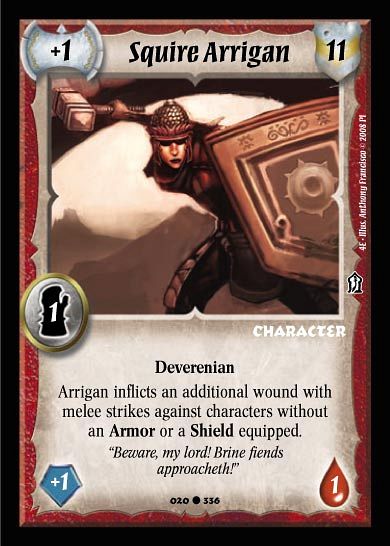 +1
Squire Arrigan
11
4E · Illus. Anthony Francisco © 2008 PI
1
CHARACTER
Deverenian
Arrigan inflicts an additional wound with
melee strikes against characters without
an Armor or a Shield equipped.
"Beware, my lord! Brine fiends
approacheth!"
+1
1
020 ● 336